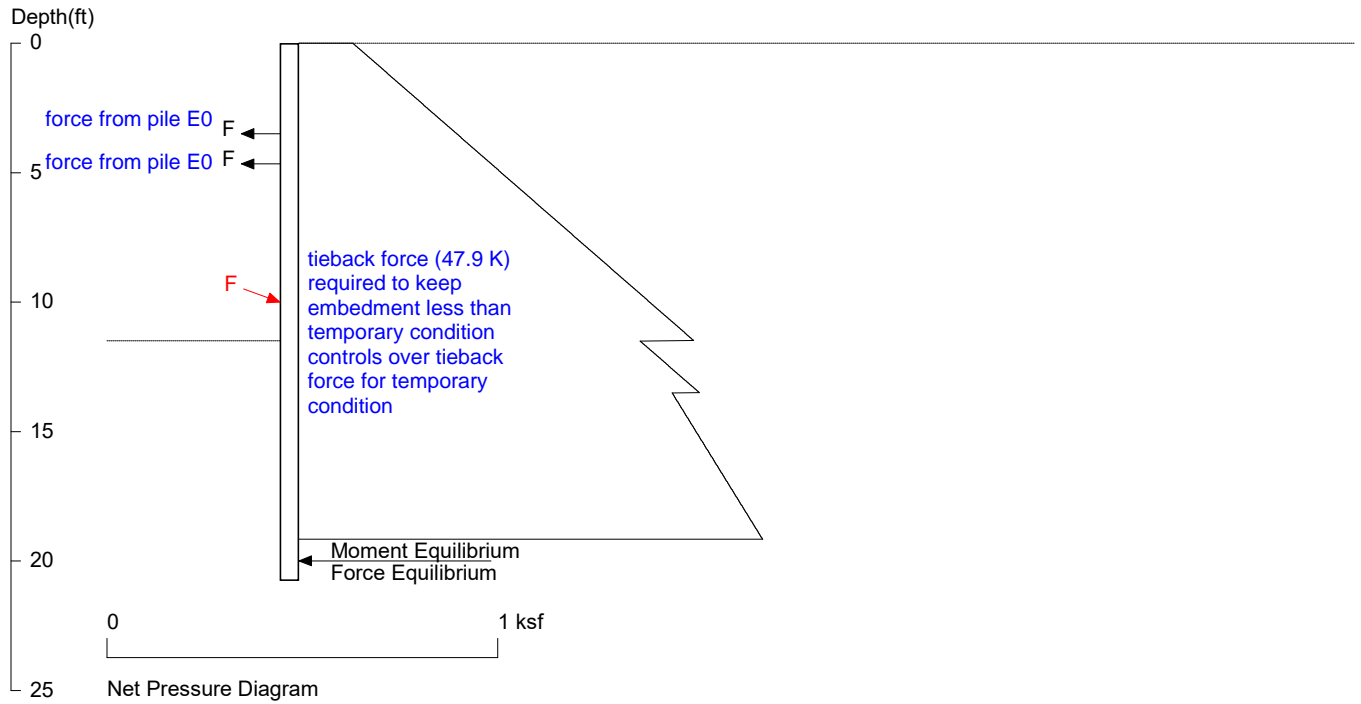 Depth(ft)
0
force from pile E0 F
force from pile E0 F
5
tieback force (47.9 K)
required to keep
embedment less than
temporary condition
controls over tieback
force for temporary
condition
F
10
15
Moment Equilibrium
20
Force Equilibrium
0 1 ksf
25 Net Pressure Diagram